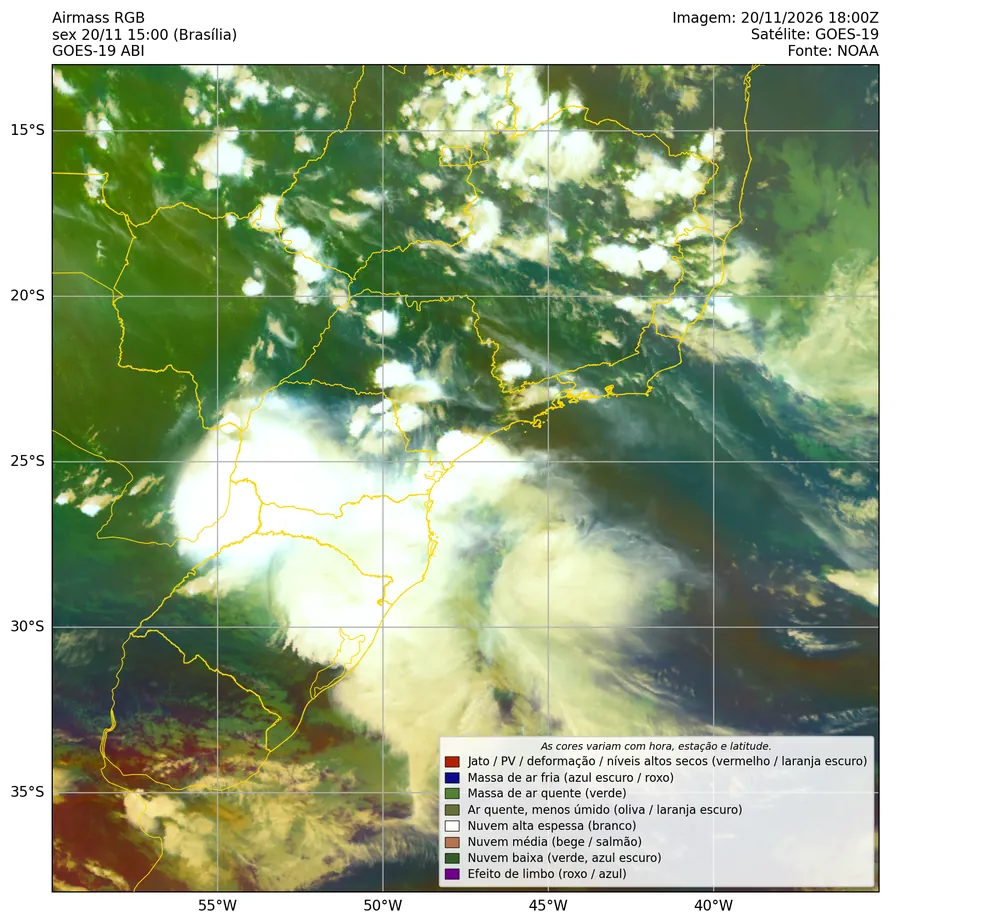 Airmass RGB
sex 20/11 15:00 (Brasília)
GOES-19 ABI
Imagem: 20/11/2026 18:00Z
Satélite: GOES-19
Fonte: NOAA
15°S
20°S
25°S
30°S
35°S
55°W
50°W
45°W
40°W
As cores variam com hora, estação e latitude.
Jato / PV / deformação / níveis altos secos (vermelho / laranja escuro)
Massa de ar fria (azul escuro / roxo)
Massa de ar quente (verde)
Ar quente, menos úmido (oliva / laranja escuro)
Nuvem alta espessa (branco)
Nuvem média (bege / salmão)
Nuvem baixa (verde, azul escuro)
Efeito de limbo (roxo / azul)